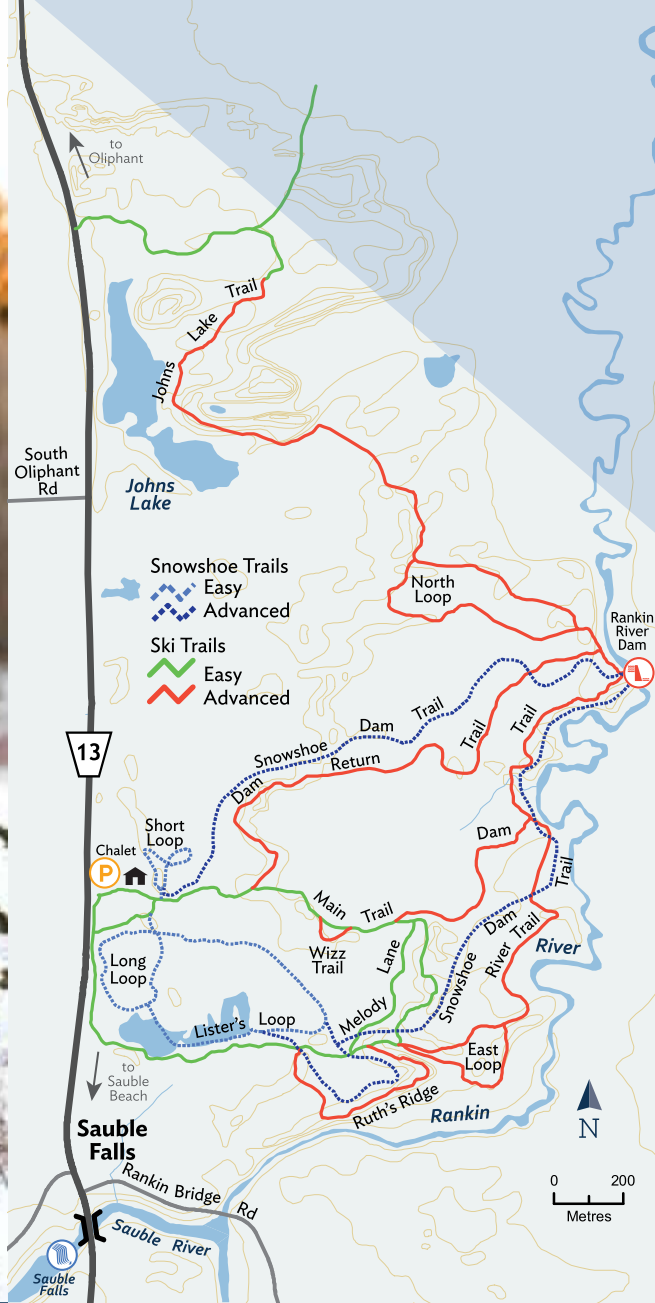 to
Oliphant
Johns Lake Trail
South
Oliphant
Rd
Johns
Lake
Snowshoe Trails
Easy
Advanced
Ski Trails
Easy
Advanced
North
Loop
Rankin
River
Dam
13
Snowshoe Dam Trail
Dam Return Trail
Dam Trail
Short
Loop
Chalet
P
Main Trail
Wizz
Trail
Long
Loop
Melody Lane
Snowshoe Dam Trail
River Trail
River
Lister's Loop
East
Loop
Ruth's Ridge
Rankin
to
Sauble
Beach
Sauble
Falls
N
0 200
Metres
Rankin Bridge Rd
Sauble River
Sauble
Falls